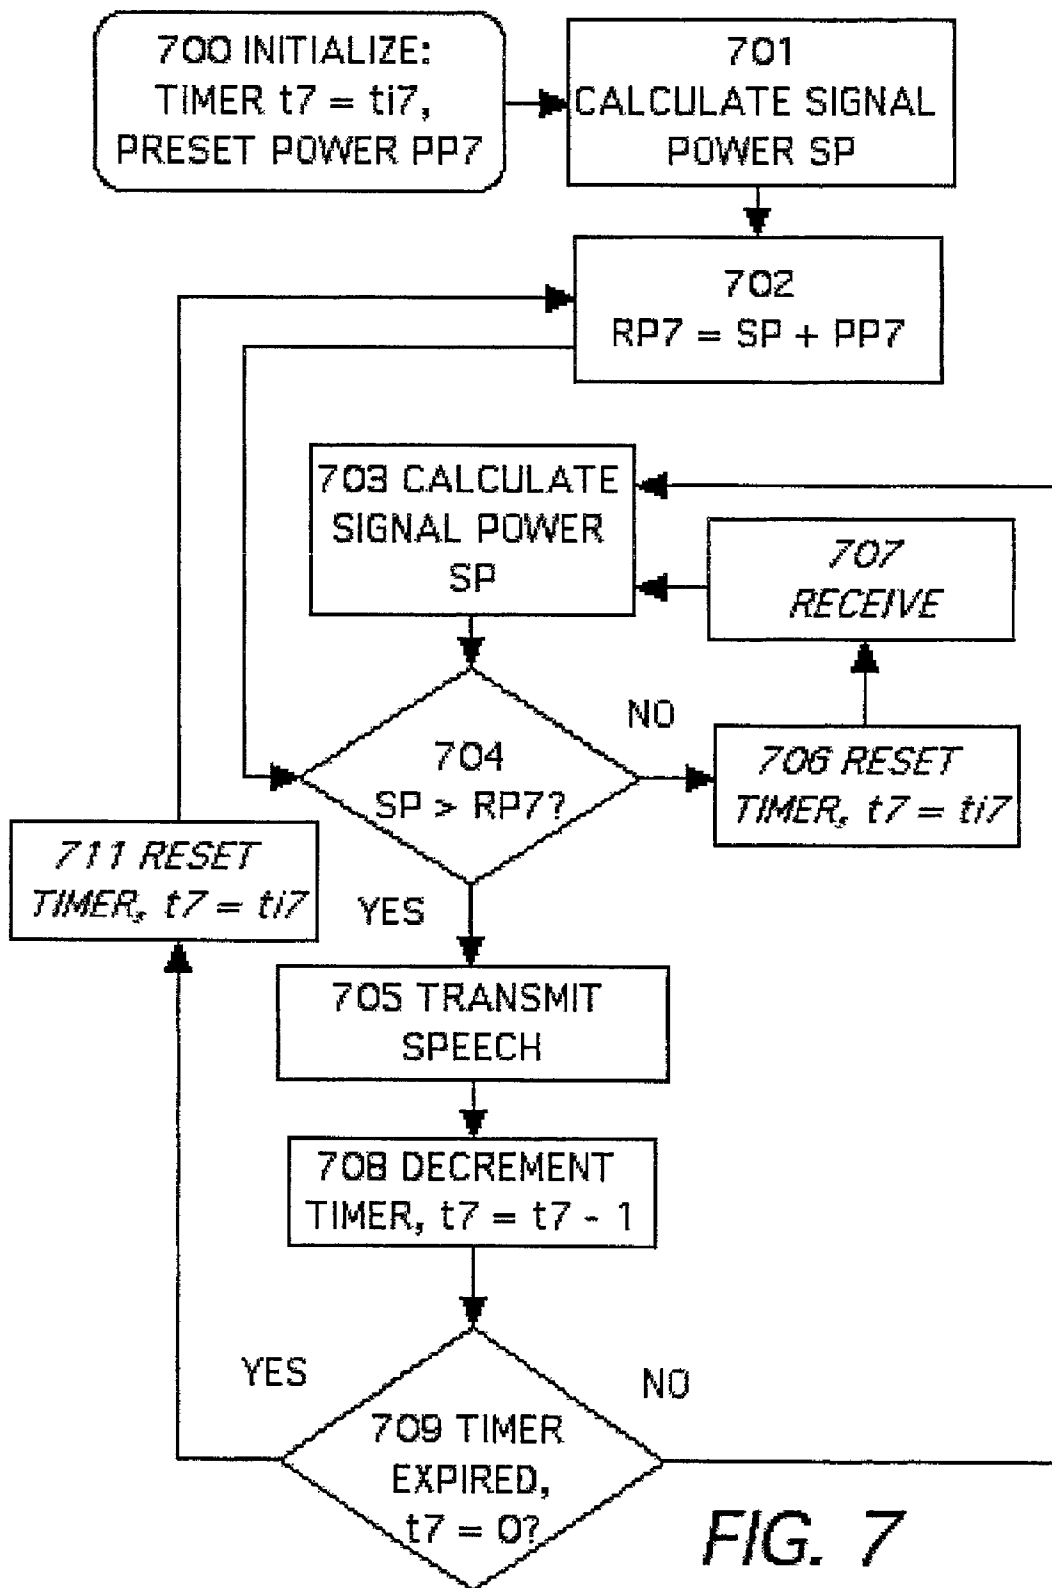 700 INITIALIZE:
TIMER t7 = ti7,
PRESET POWER PP7
701
CALCULATE SIGNAL
POWER SP
702
RP7 = SP + PP7
703 CALCULATE
SIGNAL POWER
SP
707
RECEIVE
704
SP > RP7?
NO
706 RESET
TIMER, t7 = ti7
711 RESET
TIMER, t7 = ti7
YES
705 TRANSMIT
SPEECH
708 DECREMENT
TIMER, t7 = t7 - 1
709 TIMER
EXPIRED,
t7 = 0?
YES
NO
FIG. 7